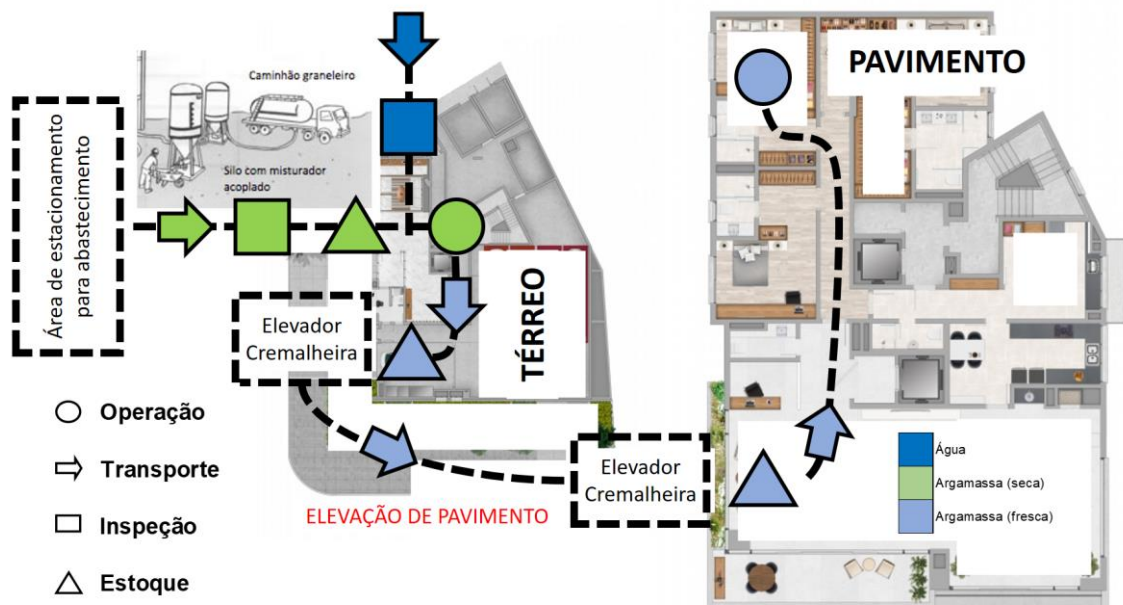 Caminhão graneleiro
Silo com misturador
acoplado
Área de estacionamento
para abastecimento
Elevador
Cremalheira
TÉRREO
PAVIMENTO
Operação
Transporte
Inspeção
Estoque
ELEVAÇÃO DE PAVIMENTO
Elevador
Cremalheira
Água
Argamassa (seca)
Argamassa (fresca)